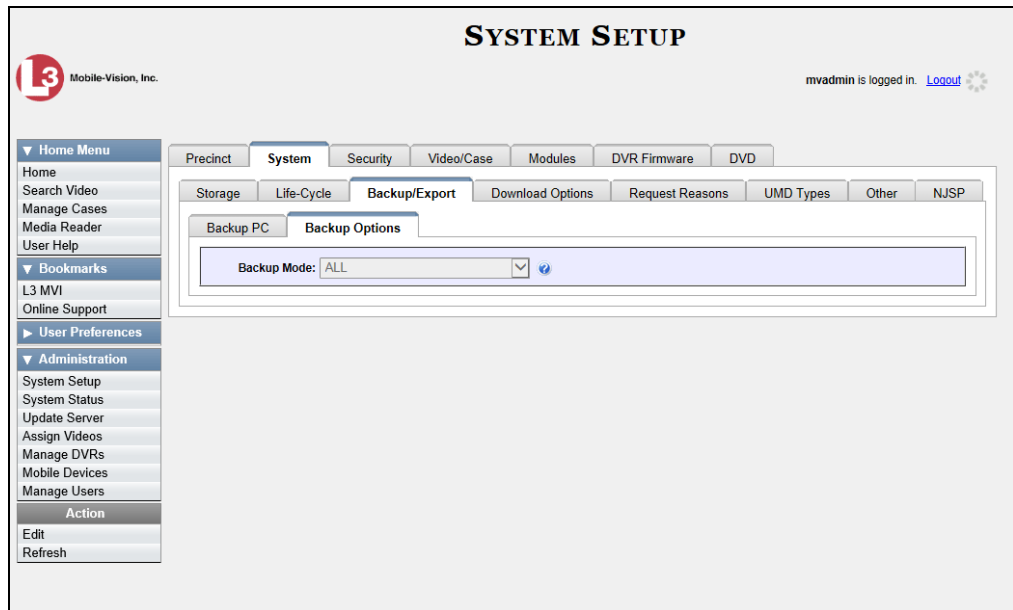 SYSTEM SETUP
L3 Mobile-Vision, Inc.
mvadmin is logged in. Logout
▼ Home Menu
Home
Search Video
Manage Cases
Media Reader
User Help
▼ Bookmarks
L3 MVI
Online Support
▶ User Preferences
▼ Administration
System Setup
System Status
Update Server
Assign Videos
Manage DVRs
Mobile Devices
Manage Users
Action
Edit
Refresh
Precinct System Security Video/Case Modules DVR Firmware DVD
Storage Life-Cycle Backup/Export Download Options Request Reasons UMD Types Other NJSP
Backup PC Backup Options
Backup Mode: ALL ?